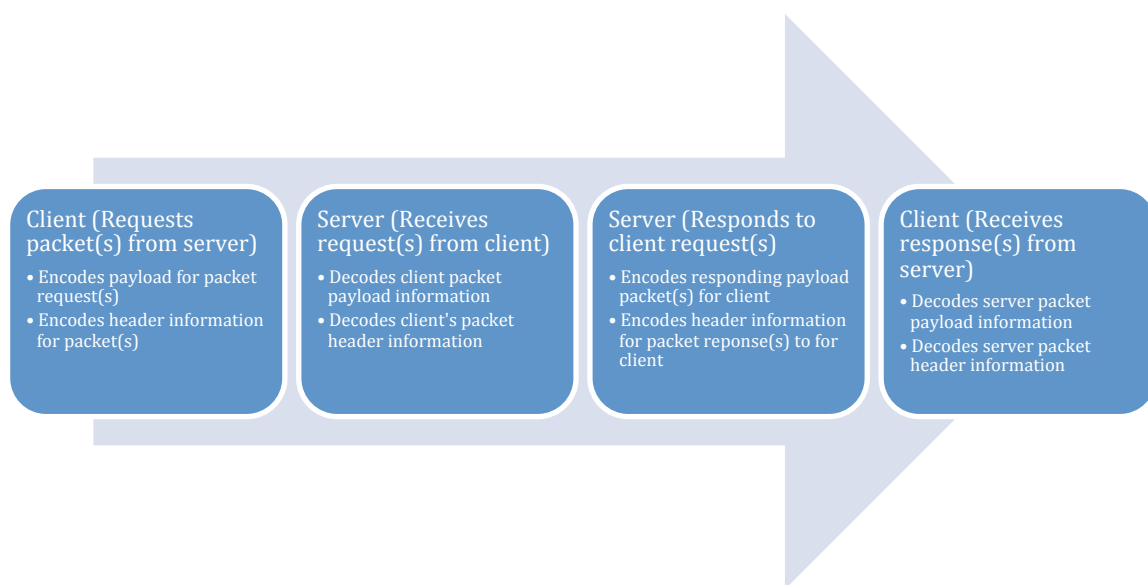 Client (Requests
packet(s) from server)
• Encodes payload for packet
request(s)
• Encodes header information
for packet(s)
Server (Receives
request(s) from client)
• Decodes client packet
payload information
• Decodes client's packet
header information
Server (Responds to
client request(s)
• Encodes responding payload
packet(s) for client
• Encodes header information
for packet reponse(s) to for
client
Client (Receives
response(s) from
server)
• Decodes server packet
payload information
• Decodes server packet
header information